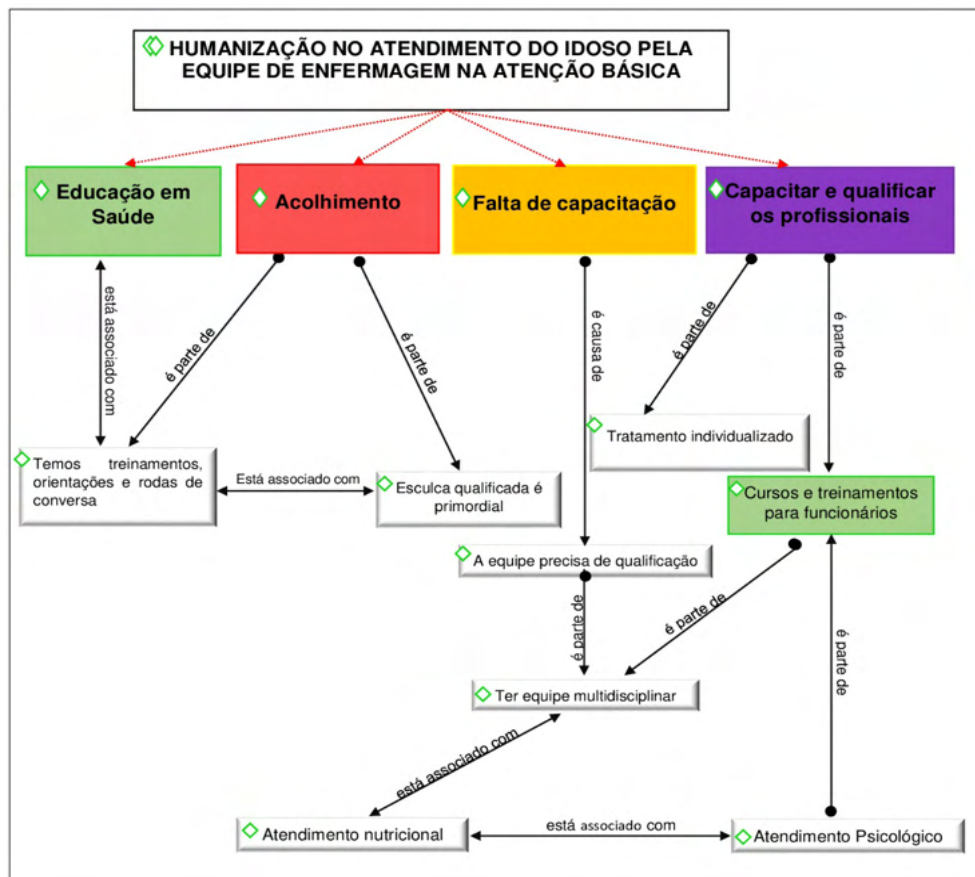 HUMANIZAÇÃO NO ATENDIMENTO DO IDOSO PELA
EQUIPE DE ENFERMAGEM NA ATENÇÃO BÁSICA
Educação em
Saúde
Acolhimento
Falta de capacitação
Capacitar e qualificar
os profissionais
está associado com
é parte de
é parte de
é causa de
é parte de
é parte de
Tratamento individualizado
Temos treinamentos,
orientações e rodas de
conversa
Está associado com
Esculca qualificada é
primordial
Cursos e treinamentos
para funcionários
A equipe precisa de qualificação
é parte de
é parte de
é parte de
Ter equipe multidisciplinar
está associado com
Atendimento nutricional
está associado com
Atendimento Psicológico